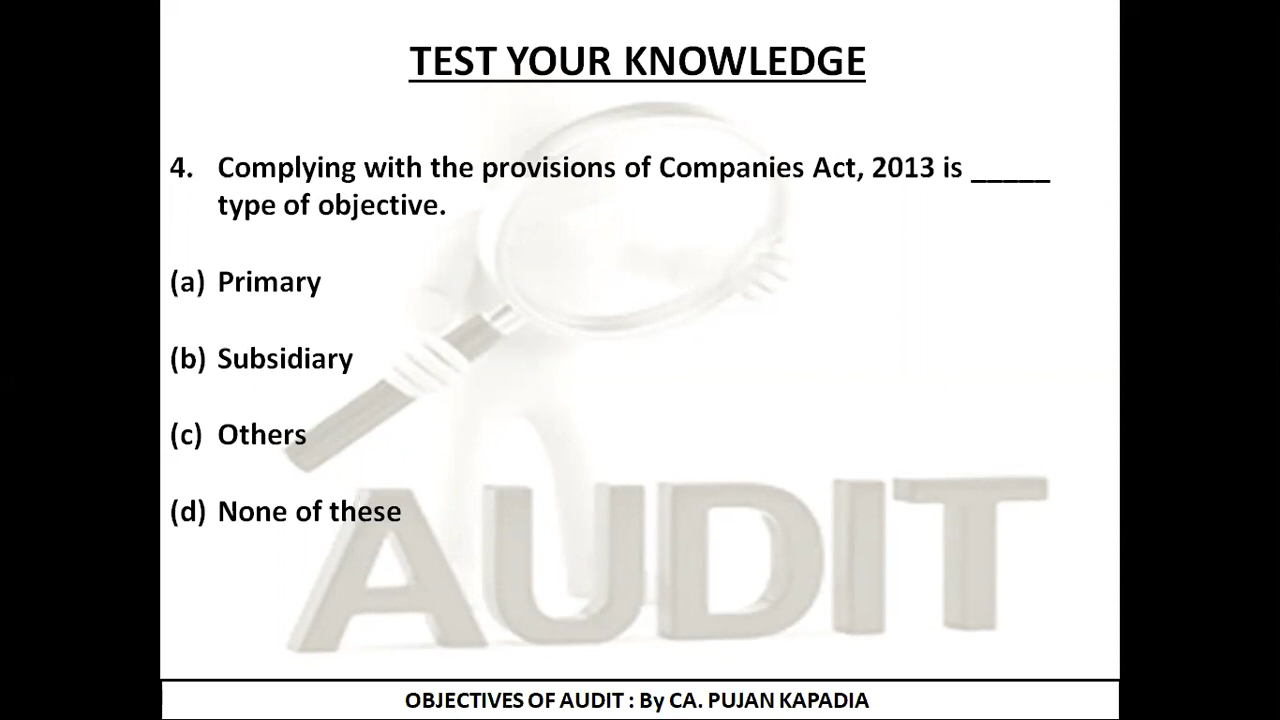 TEST YOUR KNOWLEDGE
4. Complying with the provisions of Companies Act, 2013 is _____
type of objective.
(a) Primary
(b) Subsidiary
(c) Others
(d) None of these
AUDIT
OBJECTIVES OF AUDIT : By CA. PUJAN KAPADIA